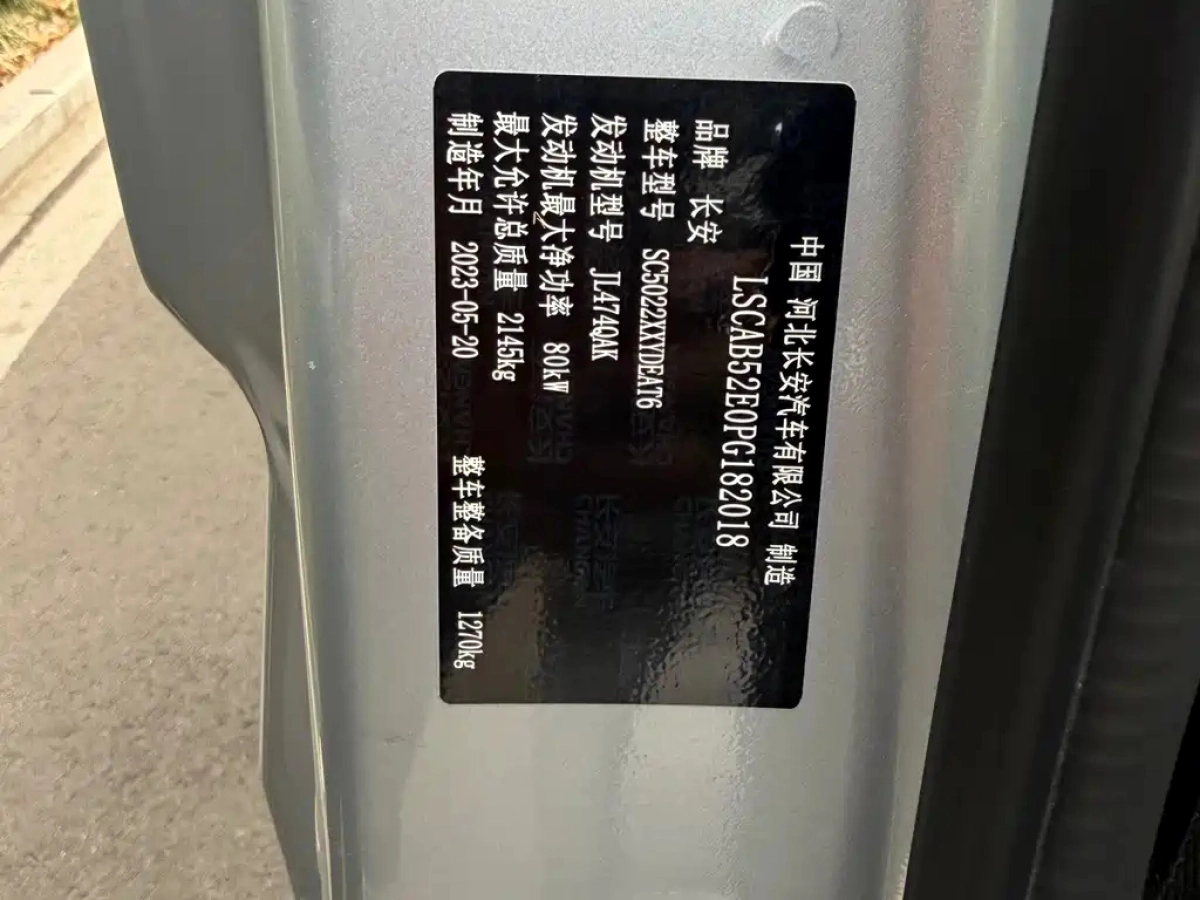 中国 河北长安汽车有限公司 制造
LSCAB52E0PG182018
品牌 长安
整车型号 SC5022XXYDEAT6
发动机型号 JL474QAK
发动机最大净功率 80kW
最大允许总质量 2145kg
制造年月 2023-05-20 整车整备质量 1270kg